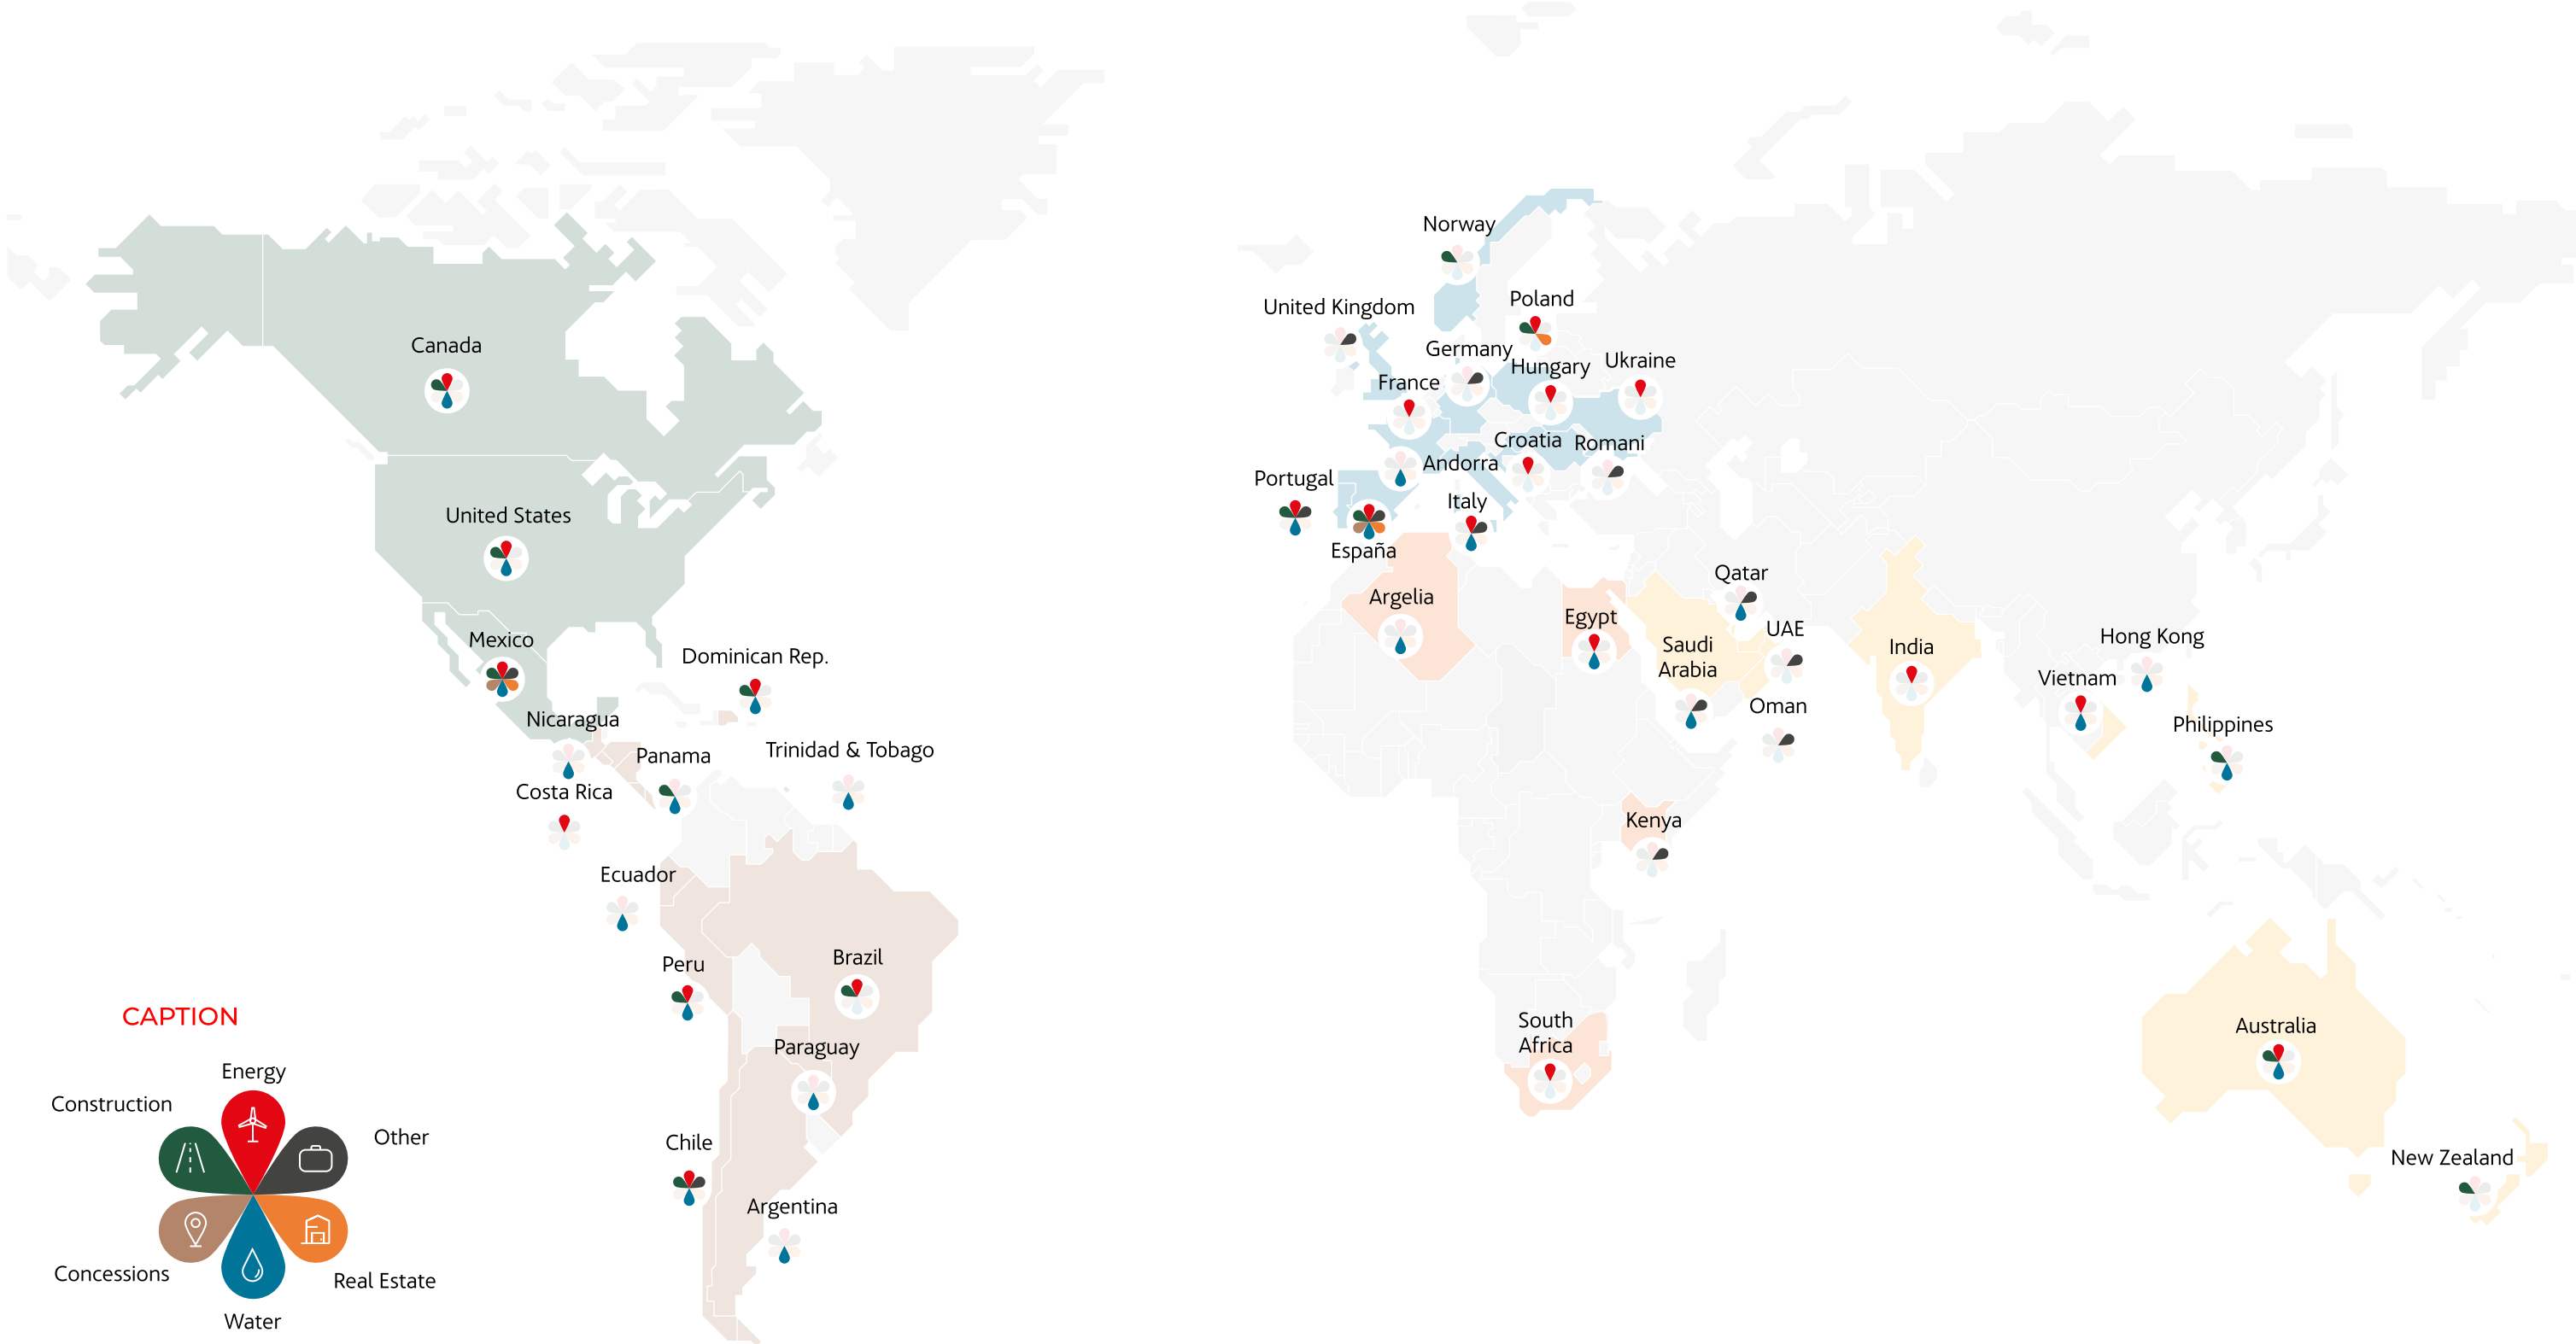 Norway
United Kingdom
Poland
Germany
Hungary
Ukraine
France
Canada
Croatia
Romani
Andorra
Portugal
Italy
United States
España
Qatar
Argelia
Egypt
UAE
Mexico
Saudi
Arabia
India
Hong Kong
Dominican Rep.
Vietnam
Oman
Nicaragua
Philippines
Panama
Trinidad & Tobago
Costa Rica
Kenya
Ecuador
Brazil
Peru
South
Africa
Australia
Paraguay
Chile
New Zealand
Argentina
CAPTION
Energy
Construction
Other
Concessions
Real Estate
Water